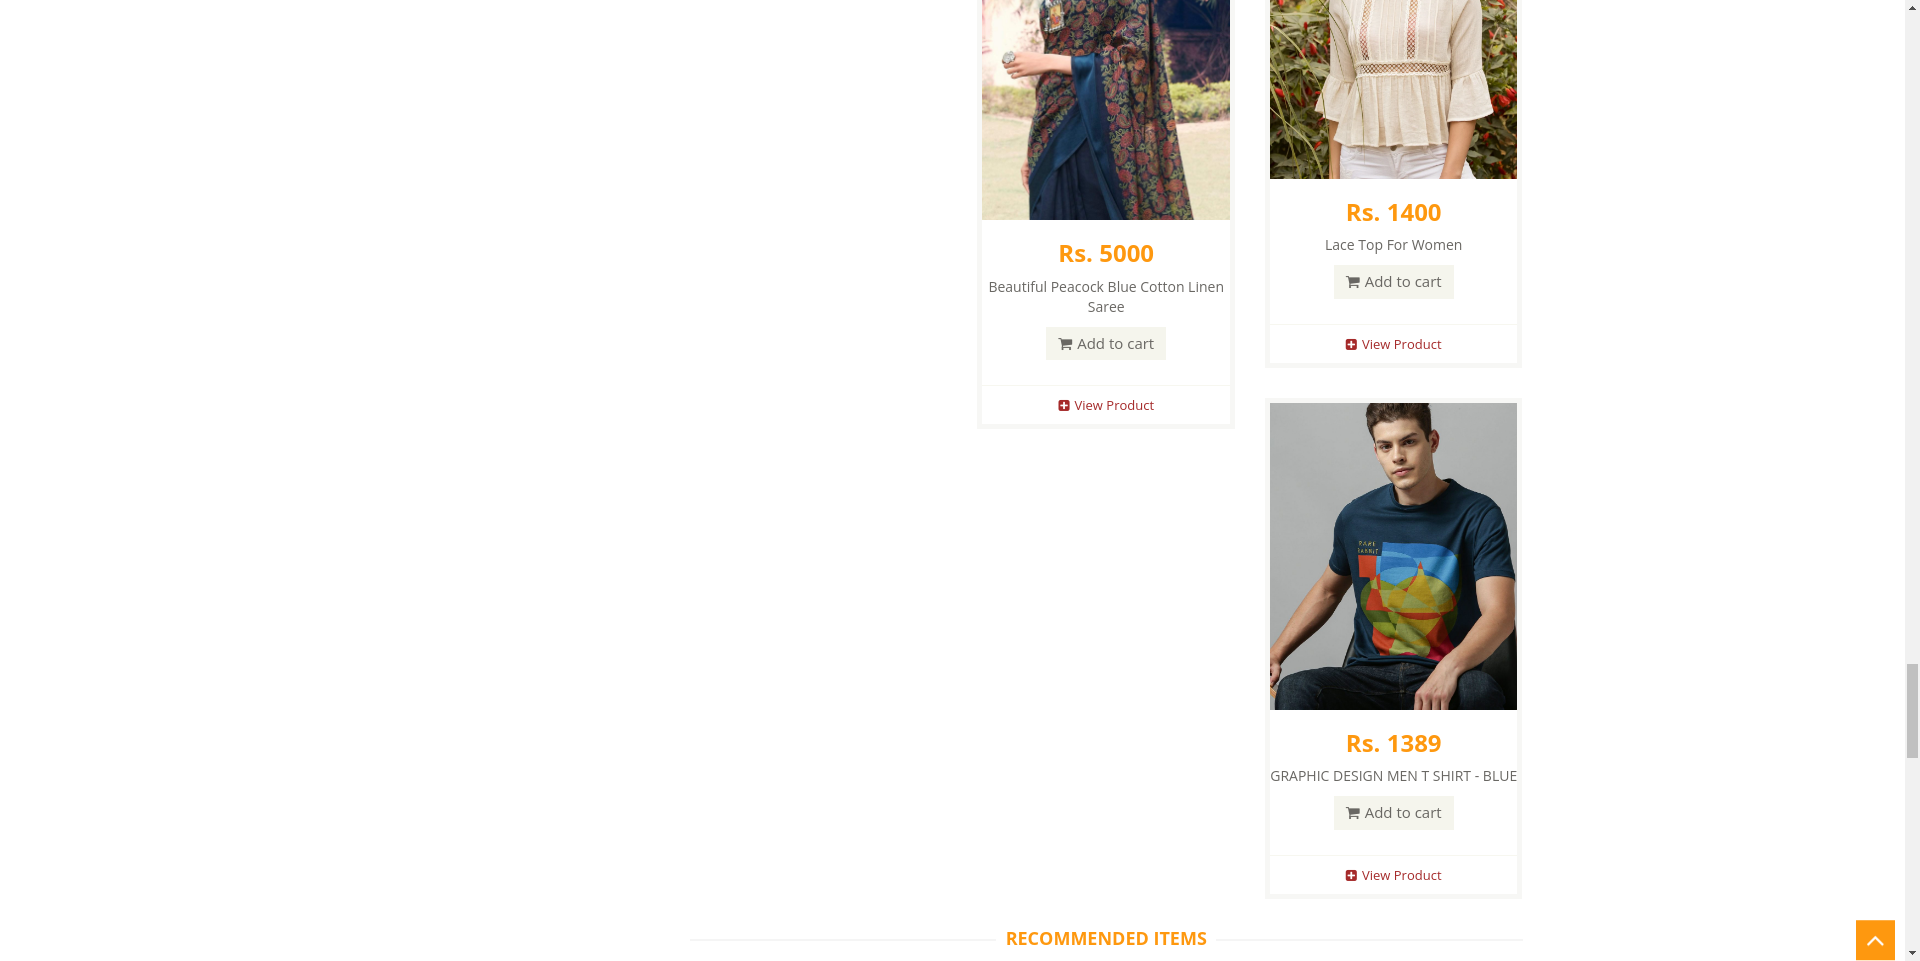 Rs. 5000
Beautiful Peacock Blue Cotton Linen
Saree
Add to cart
View Product
Rs. 1400
Lace Top For Women
Add to cart
View Product
RARE
RABBIT
Rs. 1389
GRAPHIC DESIGN MEN T SHIRT - BLUE
Add to cart
View Product
RECOMMENDED ITEMS